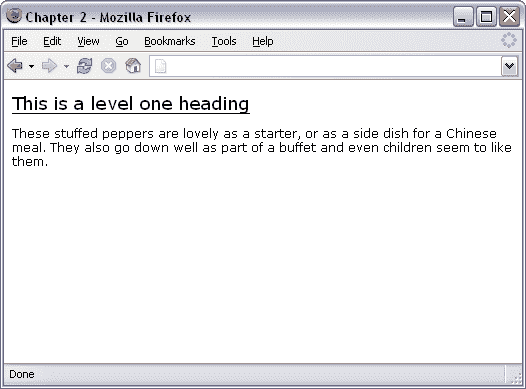 Chapter 2 - Mozilla Firefox
File Edit View Go Bookmarks Tools Help
This is a level one heading
These stuffed peppers are lovely as a starter, or as a side dish for a Chinese
meal. They also go down well as part of a buffet and even children seem to like
them.
Done